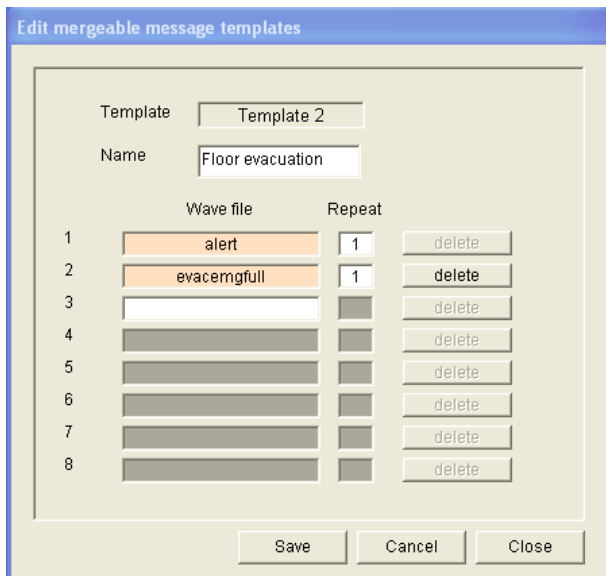 Edit mergeable message templates
Template Template 2
Name Floor evacuation
Wave file Repeat
1 alert 1 delete
2 evacemgfull 1 delete
3 delete
4 delete
5 delete
6 delete
7 delete
8 delete
Save Cancel Close